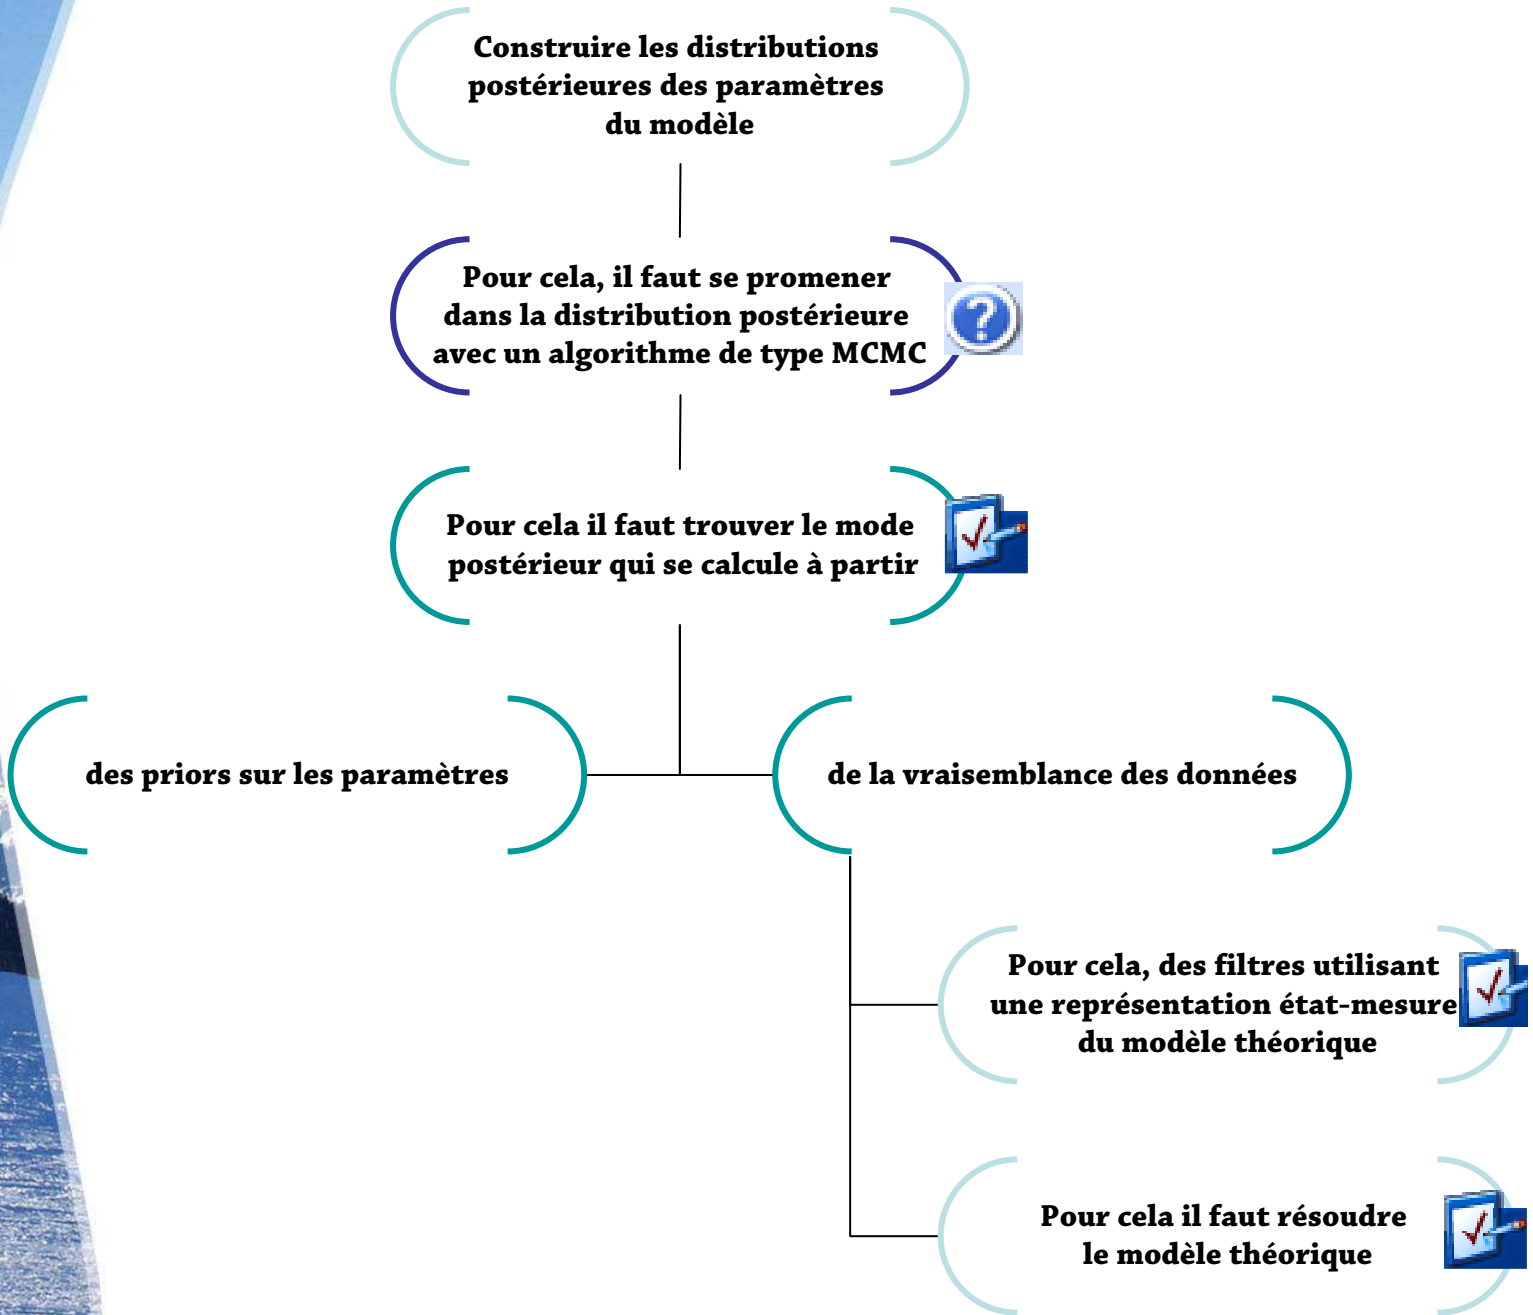 Construire les distributions
postérieures des paramètres
du modèle
Pour cela, il faut se promener
dans la distribution postérieure
avec un algorithme de type MCMC
?
Pour cela il faut trouver le mode
postérieur qui se calcule à partir
des priors sur les paramètres
de la vraisemblance des données
Pour cela, des filtres utilisant
une représentation état-mesure
du modèle théorique
Pour cela il faut résoudre
le modèle théorique